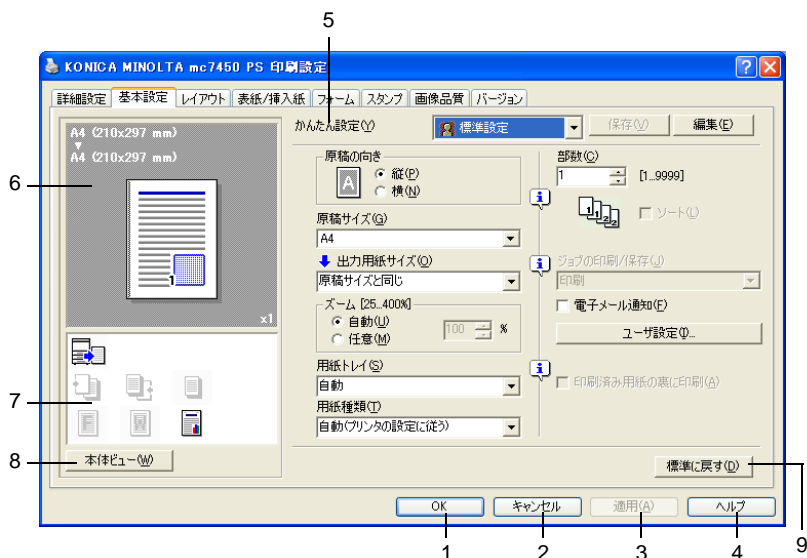 5
KONICA MINOLTA mc7450 PS 印刷設定
詳細設定 基本設定 レイアウト 表紙/挿入紙 フォーム スタンプ 画像品質 バージョン
A4 (210x297 mm)
A4 (210x297 mm)
1
x1
6
7
8
本体ビュー(W)
かんたん設定(Y) 標準設定 保存(V) 編集(E)
原稿の向き
A
縦(P)
横(N)
原稿サイズ(G)
A4
出力用紙サイズ(O)
原稿サイズと同じ
ズーム [25...400%]
自動(U)
任意(M)
100 %
用紙トレイ(S)
自動
用紙種類(T)
自動(プリンタの設定に従う)
部数(C)
1 [1...9999]
1 1 2 2
ソート(L)
ジョブの印刷/保存(J)
印刷
電子メール通知(F)
ユーザ設定(I)...
印刷済み用紙の裏に印刷(A)
標準に戻す(D)
OK キャンセル 適用(A) ヘルプ
1 2 3 4 9